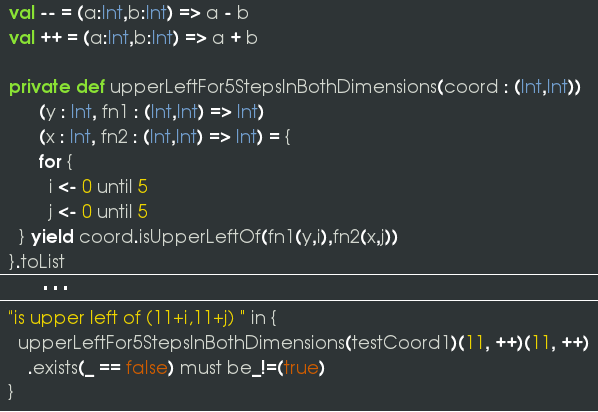 val -- = (a:Int,b:Int) => a - b
val ++ = (a:Int,b:Int) => a + b
private def upperLeftFor5StepsInBothDimensions(coord : (Int,Int))
(y : Int, fn1 : (Int,Int) => Int)
(x : Int, fn2 : (Int,Int) => Int) = {
for {
i <- 0 until 5
j <- 0 until 5
} yield coord.isUpperLeftOf(fn1(y,i),fn2(x,j))
}.toList
...
"is upper left of (11+i,11+j) " in {
upperLeftFor5StepsInBothDimensions(testCoord1)(11, ++)(11, ++)
.exists(_ == false) must be_!=(true)
}